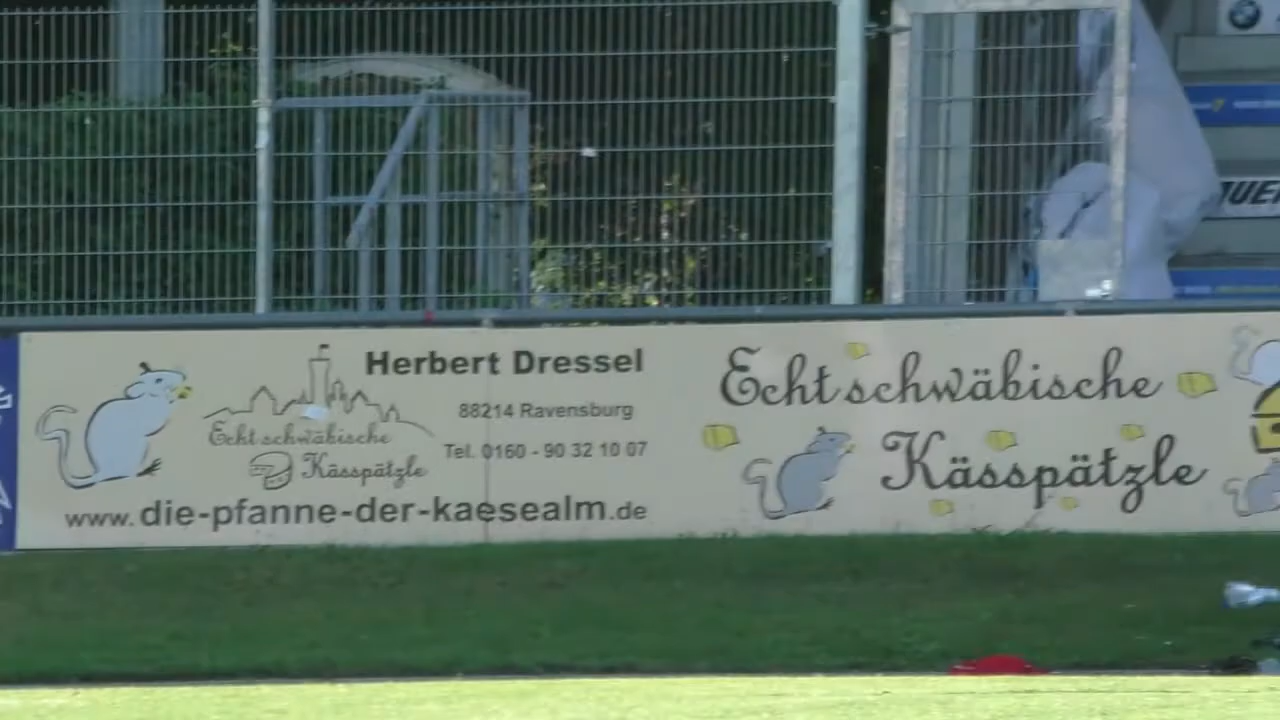 Herbert Dressel
88214 Ravensburg
Tel. 0160 - 90 32 10 07
Echt schwäbische
Kässpätzle
www.die-pfanne-der-kaesealm.de
Echt schwäbische
Kässpätzle